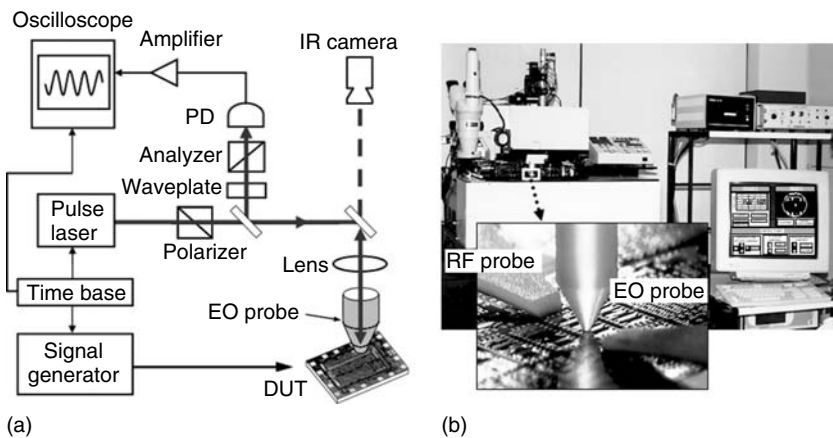 Oscilloscope
Amplifier
IR camera
PD
Analyzer
Waveplate
Pulse
laser
Polarizer
Lens
Time base
EO probe
Signal
generator
DUT
(a)
RF probe
EO probe
(b)